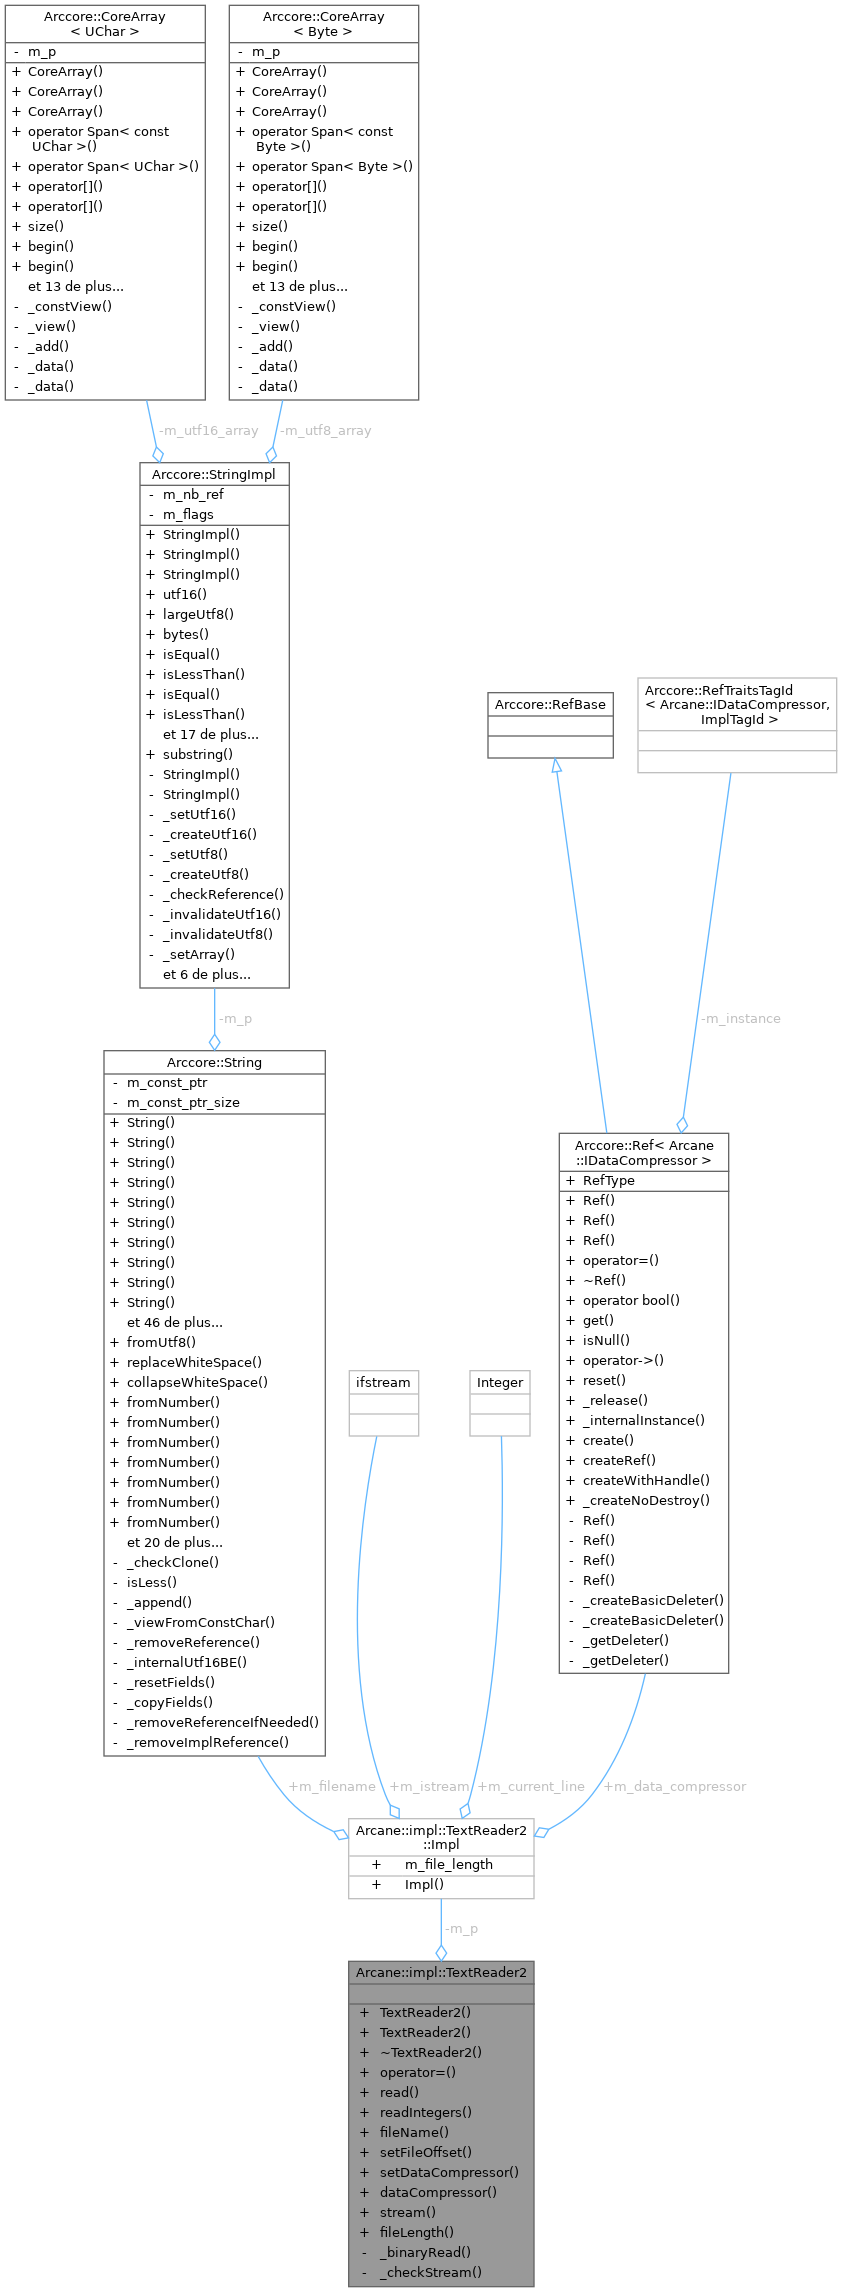 Arccore::CoreArray
< UChar >
- m_p
+ CoreArray()
+ CoreArray()
+ CoreArray()
+ operator Span< const
UChar >()
+ operator Span< UChar >()
+ operator[]()
+ operator[]()
+ size()
+ begin()
+ begin()
et 13 de plus...
- _constView()
- _view()
- _add()
- _data()
- _data()
Arccore::CoreArray
< Byte >
- m_p
+ CoreArray()
+ CoreArray()
+ CoreArray()
+ operator Span< const
Byte >()
+ operator Span< Byte >()
+ operator[]()
+ operator[]()
+ size()
+ begin()
+ begin()
et 13 de plus...
- _constView()
- _view()
- _add()
- _data()
- _data()
-m_utf16_array
-m_utf8_array
Arccore::StringImpl
- m_nb_ref
- m_flags
+ StringImpl()
+ StringImpl()
+ StringImpl()
+ utf16()
+ largeUtf8()
+ bytes()
+ isEqual()
+ isLessThan()
+ isEqual()
+ isLessThan()
et 17 de plus...
+ substring()
- StringImpl()
- StringImpl()
- _setUtf16()
- _createUtf16()
- _setUtf8()
- _createUtf8()
- _checkReference()
- _invalidateUtf16()
- _invalidateUtf8()
- _setArray()
et 6 de plus...
Arccore::RefBase
Arccore::RefTraitsTagId
< Arcane::IDataCompressor,
ImplTagId >
-m_p
-m_instance
Arccore::String
- m_const_ptr
- m_const_ptr_size
+ String()
+ String()
+ String()
+ String()
+ String()
+ String()
+ String()
+ String()
+ String()
+ String()
et 46 de plus...
+ fromUtf8()
+ replaceWhiteSpace()
+ collapseWhiteSpace()
+ fromNumber()
+ fromNumber()
+ fromNumber()
+ fromNumber()
+ fromNumber()
+ fromNumber()
+ fromNumber()
et 20 de plus...
- _checkClone()
- isLess()
- _append()
- _viewFromConstChar()
- _removeReference()
- _internalUtf16BE()
- _resetFields()
- _copyFields()
- _removeReferenceIfNeeded()
- _removeImplReference()
ifstream
Integer
Arccore::Ref< Arcane
::IDataCompressor >
+ RefType
+ Ref()
+ Ref()
+ Ref()
+ operator=()
+ ~Ref()
+ operator bool()
+ get()
+ isNull()
+ operator->()
+ reset()
+ _release()
+ _internalInstance()
+ create()
+ createRef()
+ createWithHandle()
+ _createNoDestroy()
- Ref()
- Ref()
- Ref()
- Ref()
- _createBasicDeleter()
- _createBasicDeleter()
- _getDeleter()
- _getDeleter()
+m_filename
+m_istream
+m_current_line
+m_data_compressor
Arcane::impl::TextReader2
::Impl
+ m_file_length
+ Impl()
-m_p
Arcane::impl::TextReader2
+ TextReader2()
+ TextReader2()
+ ~TextReader2()
+ operator=()
+ read()
+ readIntegers()
+ fileName()
+ setFileOffset()
+ setDataCompressor()
+ dataCompressor()
+ stream()
+ fileLength()
- _binaryRead()
- _checkStream()